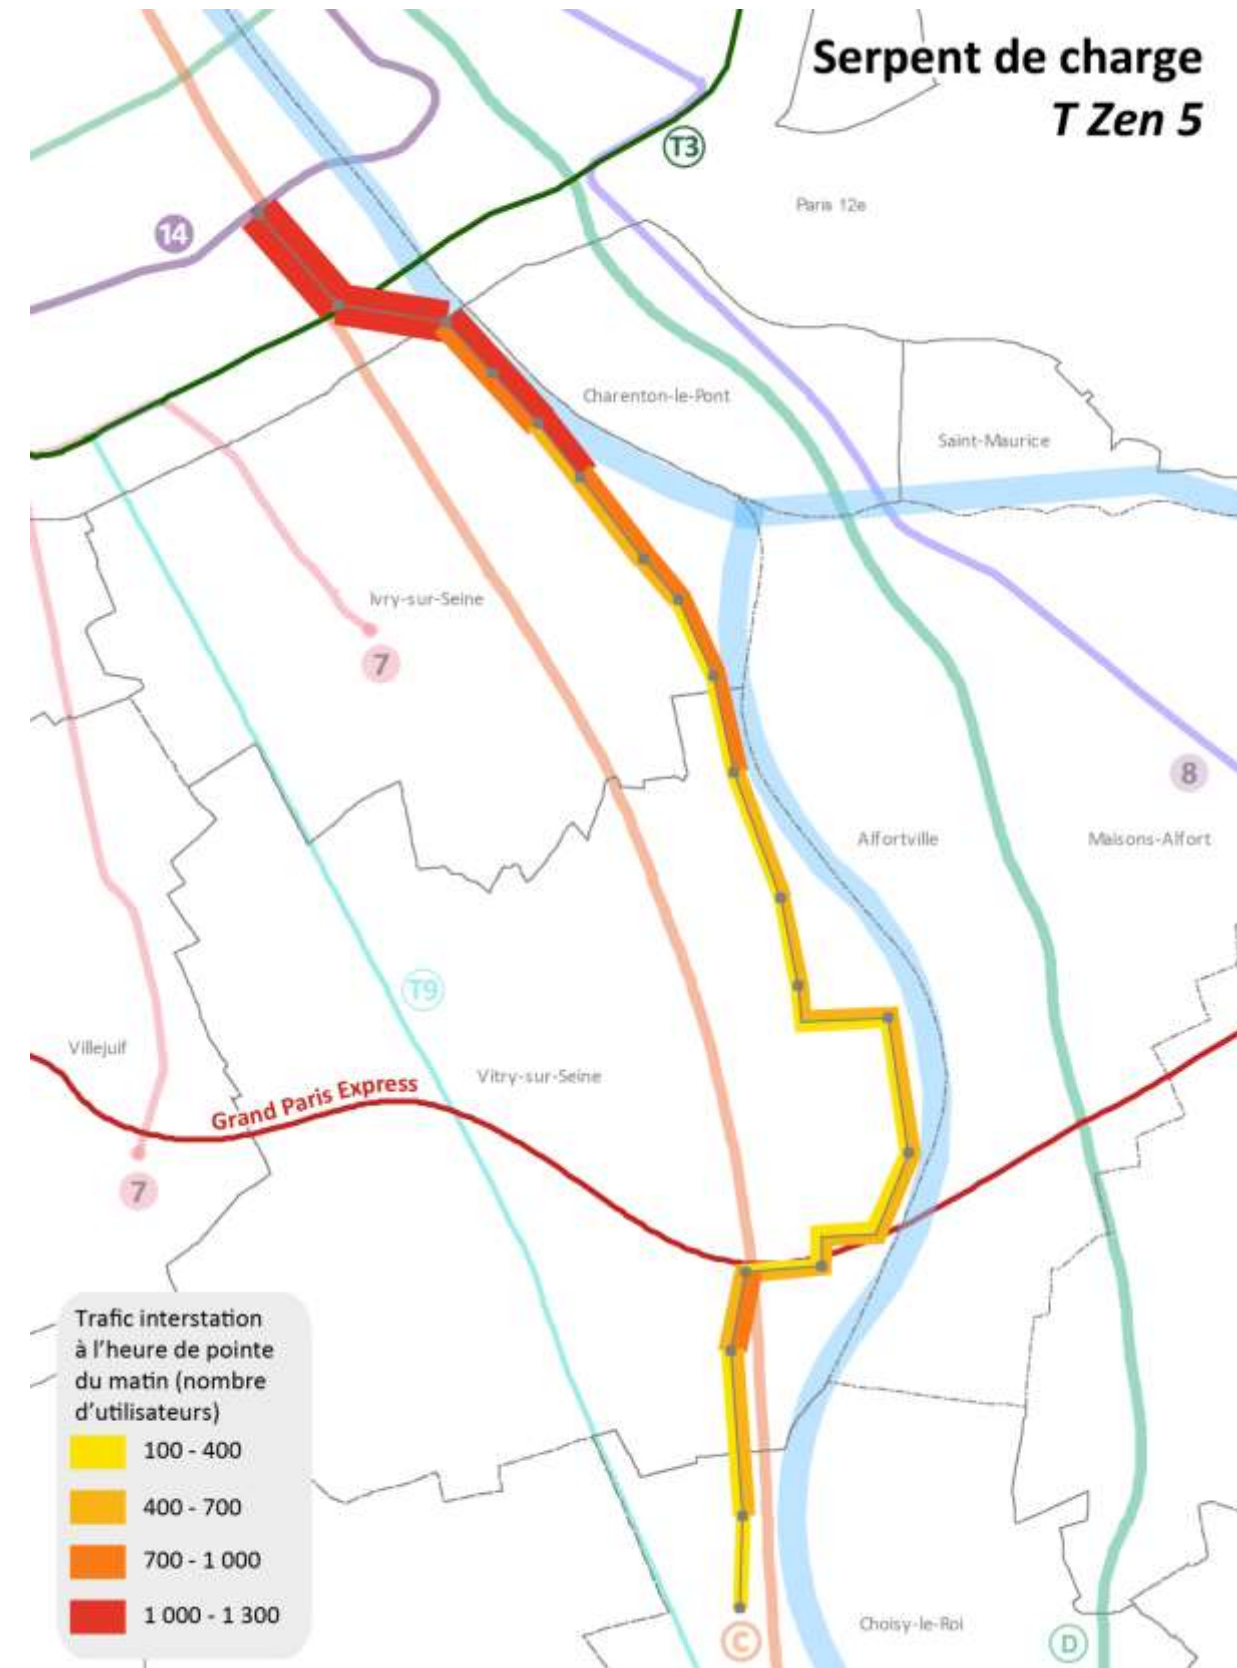 Serpent de charge
T Zen 5
T3
Paris 12e
14
Charenton-le-Pont
Saint-Maurice
Ivry-sur-Seine
7
8
Alfortville
Maisons-Alfort
T9
Villejuif
Vitry-sur-Seine
Grand Paris Express
7
Trafic interstation
à l'heure de pointe
du matin (nombre
d'utilisateurs)
100 - 400
400 - 700
700 - 1 000
1 000 - 1 300
Choisy-le-Roi
C
D